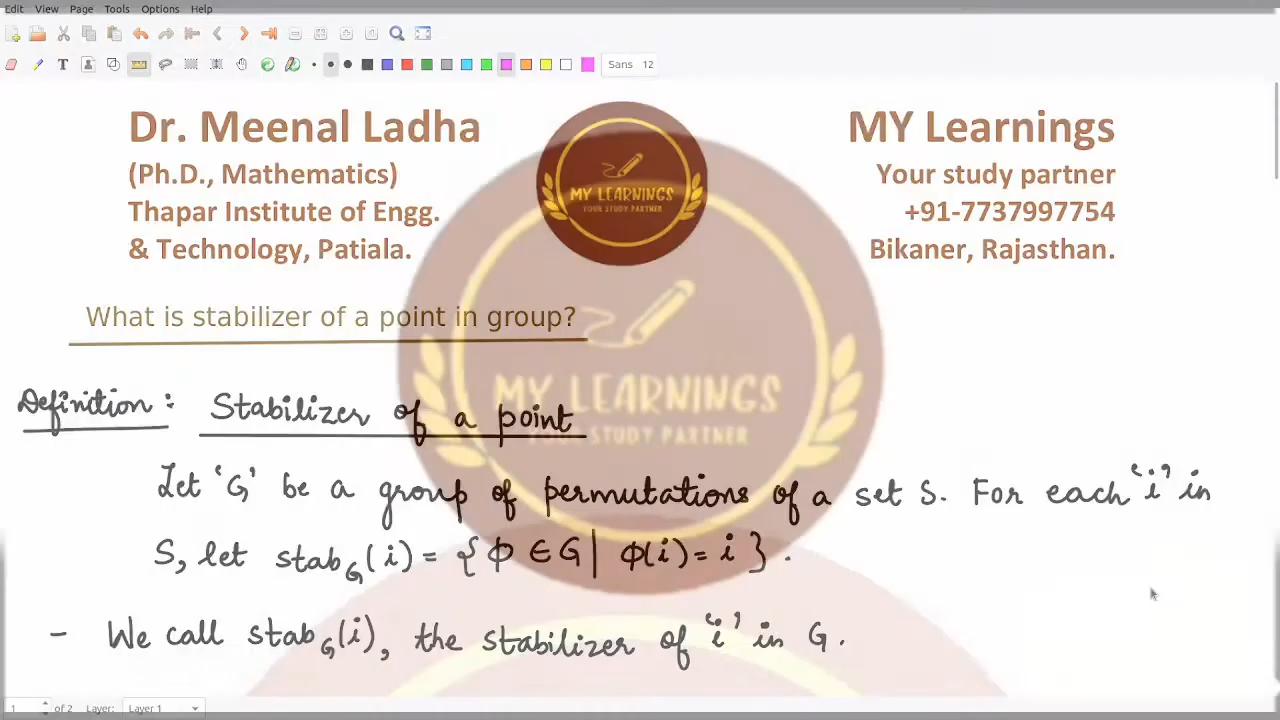 Edit View Page Tools Options Help
Sans 12
Dr. Meenal Ladha
(Ph.D., Mathematics)
Thapar Institute of Engg.
& Technology, Patiala.
MY LEARNINGS
YOUR STUDY PARTNER
MY Learnings
Your study partner
+91-7737997754
Bikaner, Rajasthan.
What is stabilizer of a point in group?
MY LEARNINGS
YOUR STUDY PARTNER
Definition: Stabilizer of a point
Let 'G' be a group of permutations of a set S. For each 'i' in
S, let stab_G(i) = {Φ ∈ G | Φ(i) = i}.
- We call stab_G(i), the stabilizer of 'i' in G.
1 of 2 Layer: Layer 1